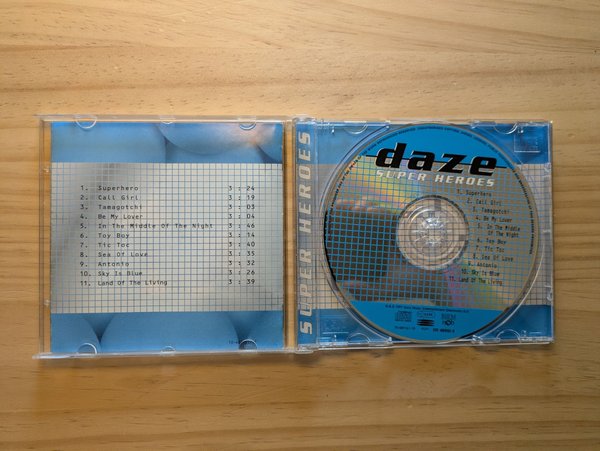 1. Superhero 3 : 24
2. Call Girl 3 : 19
3. Tamagotchi 3 : 03
4. Be My Lover 3 : 04
5. In The Middle Of The Night 3 : 46
6. Toy Boy 3 : 14
7. Tic Toc 3 : 40
8. Sea Of Love 3 : 35
9. Antonio 3 : 32
10. Sky Is Blue 3 : 26
11. Land Of The Living 3 : 39
SUPER HEROES
daze
SUPER HEROES
1. Superhero
2. Call Girl
3. Tamagotchi
4. Be My Lover
5. In The Middle
Of The Night
6. Toy Boy
7. Tic Toc
8. Sea Of Love
9. Antonio
10. Sky Is Blue
11. Land Of The Living